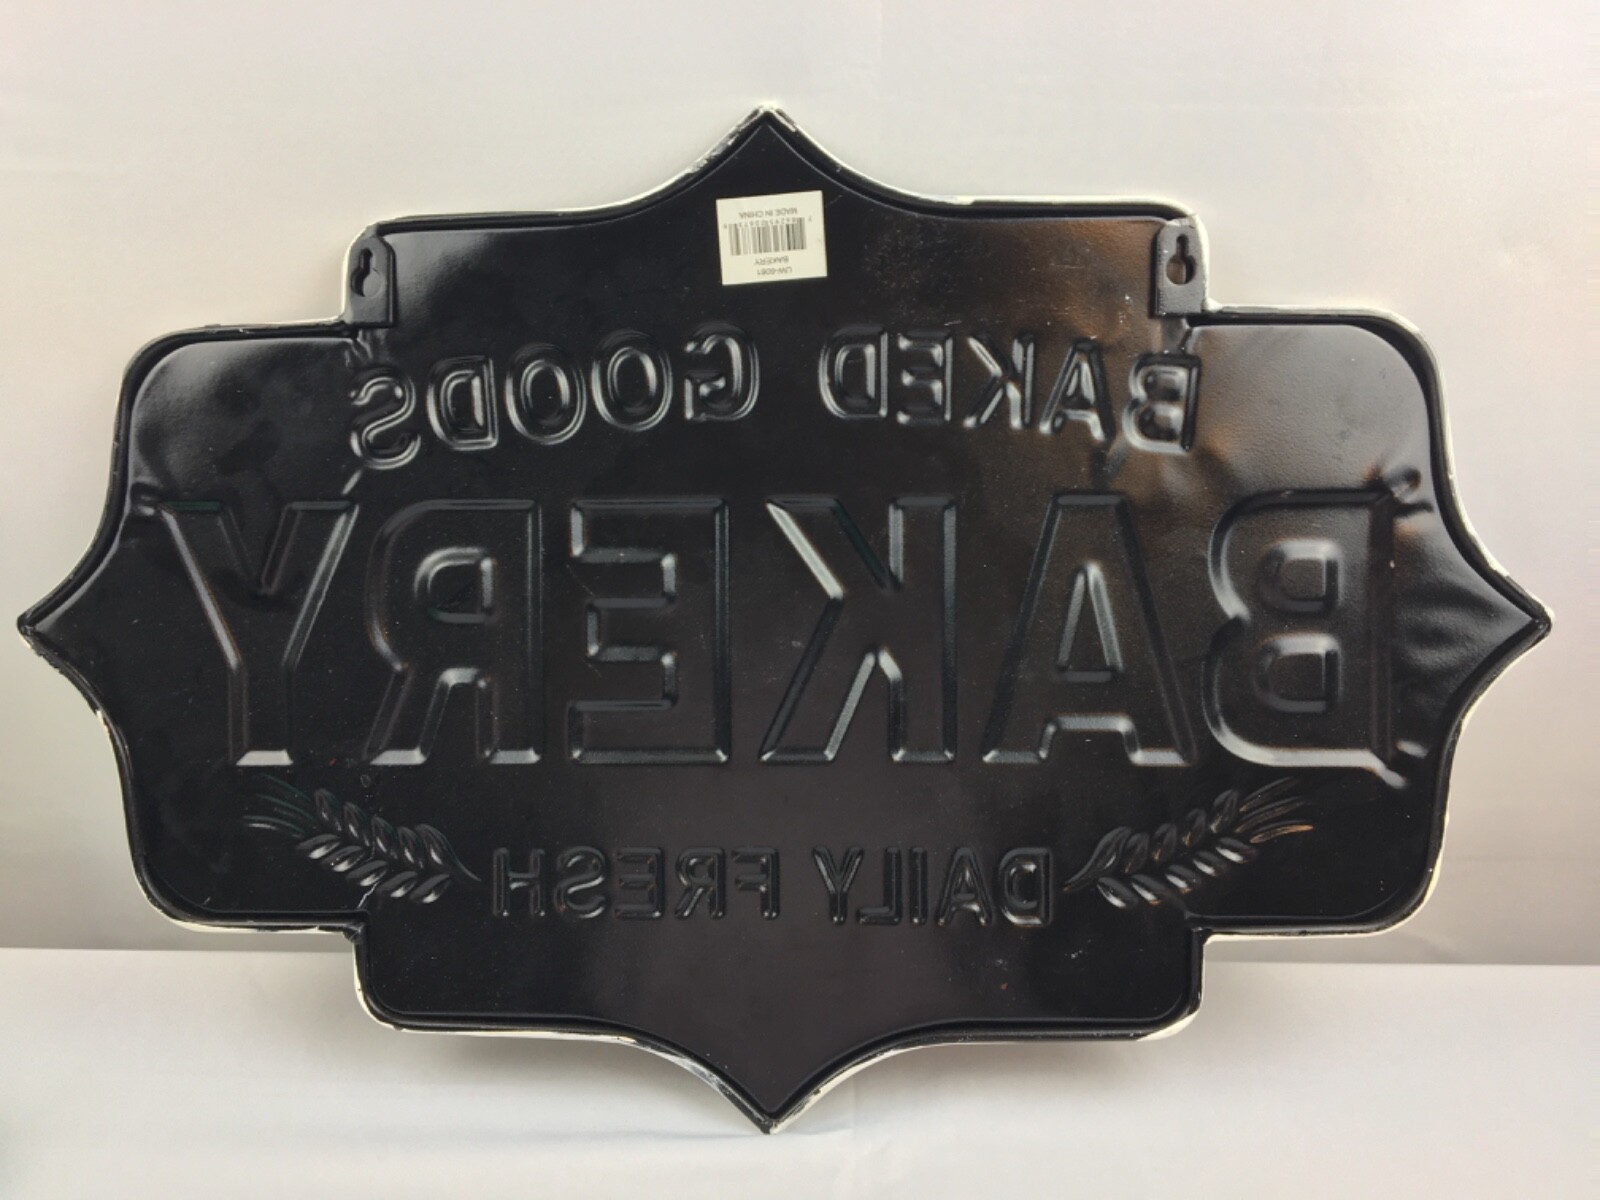 BAKED GOODS
BAKERY
DAILY FRESH
BAKERY
MADE IN CHINA